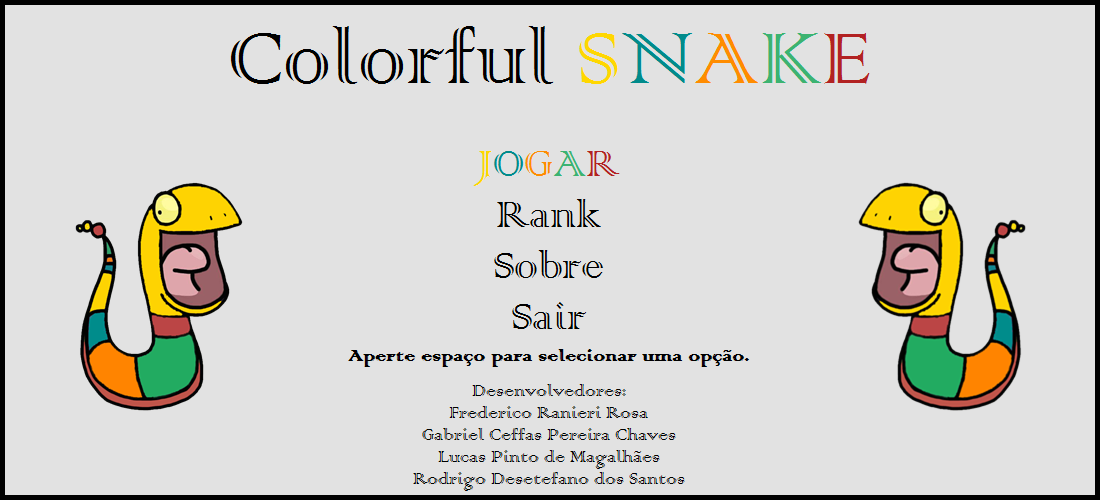 Colorful SNAKE
JOGAR
Rank
Sobre
Sair
Aperte espaço para selecionar uma opção.
Desenvolvedores:
Frederico Ranieri Rosa
Gabriel Ceffas Pereira Chaves
Lucas Pinto de Magalhães
Rodrigo Desetefano dos Santos